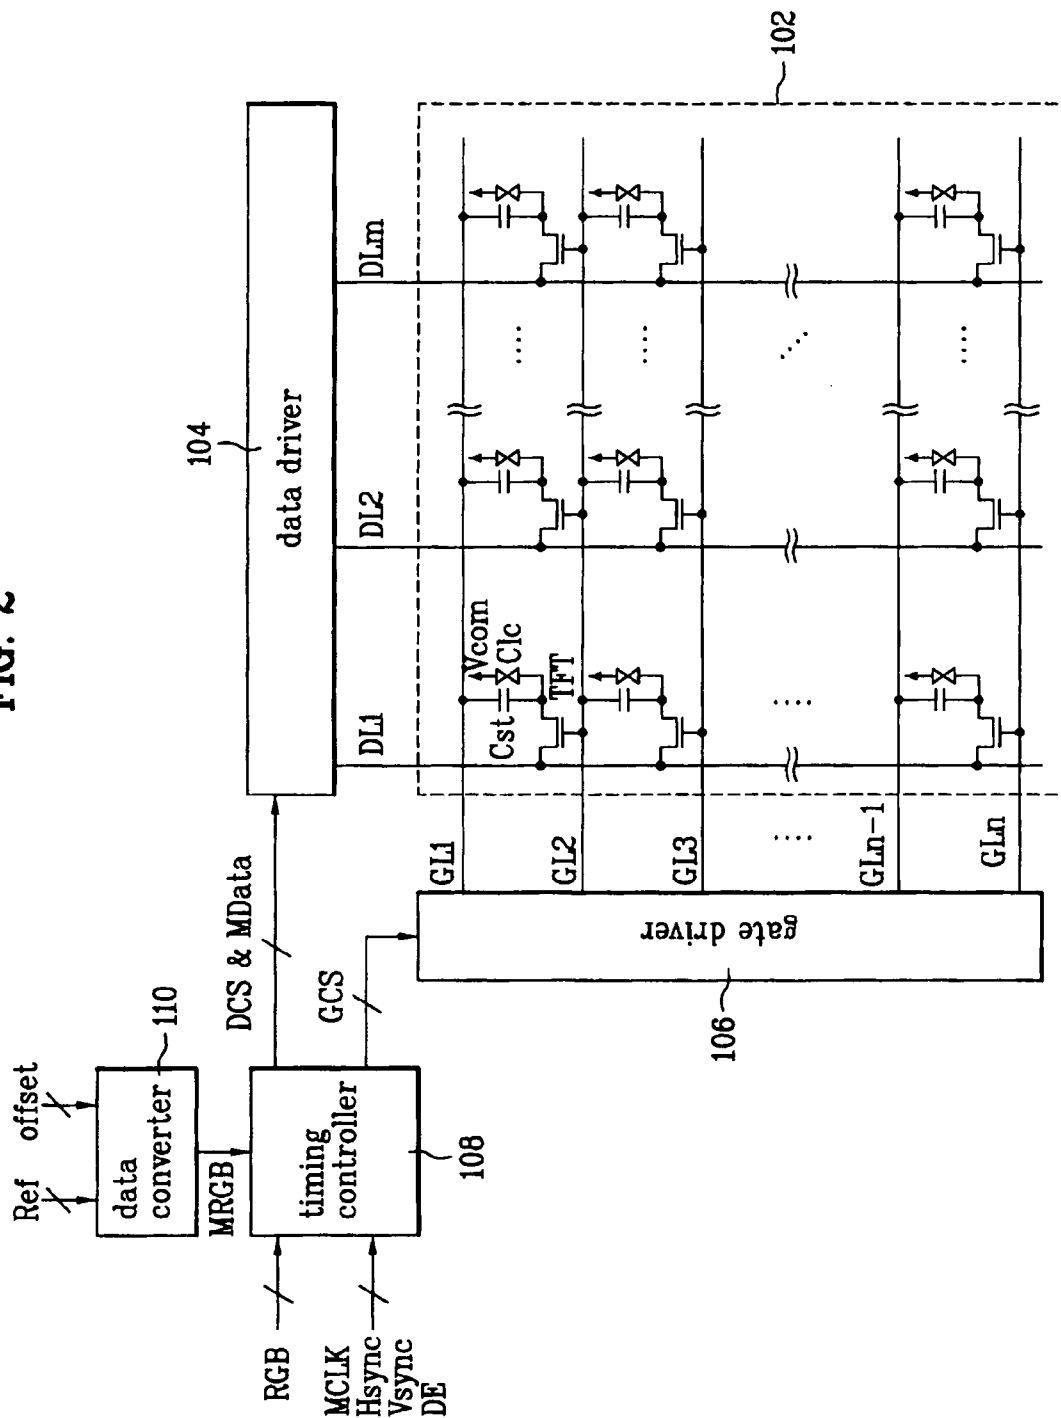 FIG. 2
Ref
offset
data
converter
110
MRGB
RGB
MCLK
Hsync
Vsync
DE
timing
controller
108
DCS & MData
GCS
data driver
104
gate driver
106
DL1
DL2
DLm
102
GL1
GL2
GL3
GLn-1
GLn
Vcom
Clc
Cst
TFT